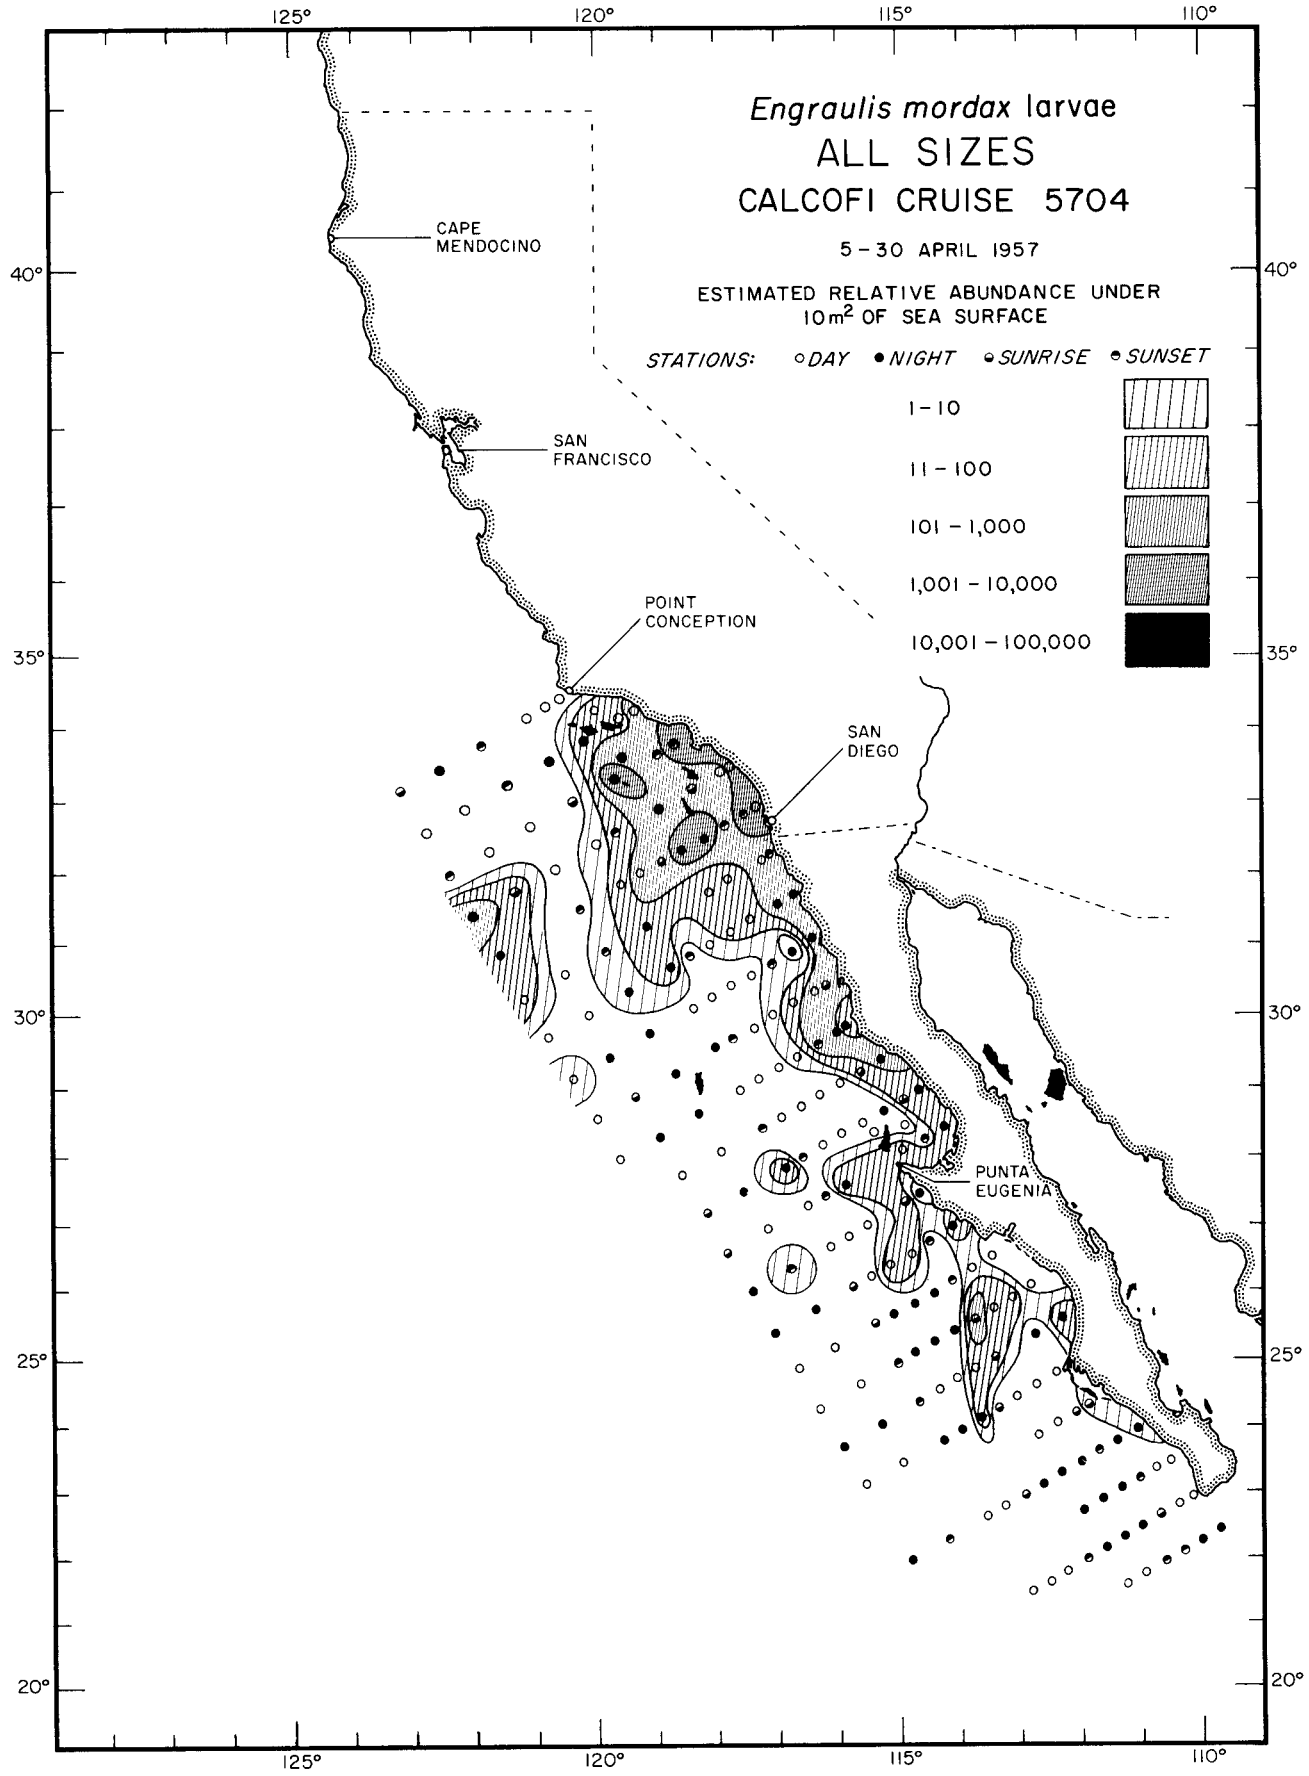 125° 120° 115° 110°
Engraulis mordax larvae
ALL SIZES
CALCOFI CRUISE 5704
5-30 APRIL 1957
ESTIMATED RELATIVE ABUNDANCE UNDER
10m² OF SEA SURFACE
STATIONS: DAY NIGHT SUNRISE SUNSET
1-10
11-100
101-1,000
1,001-10,000
10,001-100,000
CAPE
MENDOCINO
40° 40°
SAN
FRANCISCO
POINT
CONCEPTION
35° 35°
SAN
DIEGO
30° 30°
PUNTA
EUGENIA
25° 25°
20° 20°
125° 120° 115° 110°